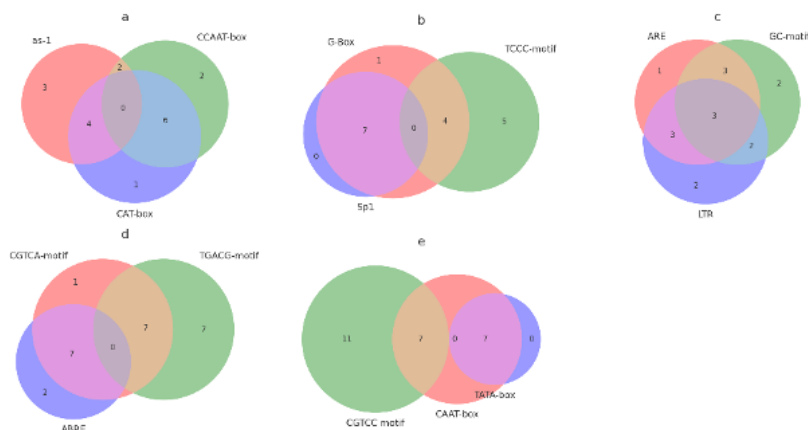 a
as-1
CCAAT-box
2
3
2
0
4
6
1
CAT-box
b
G-Box
TCCC-motif
1
7
0
4
5
0
Sp1
c
ARE
GC-motif
1
3
2
3
3
2
2
LTR
d
CGTCA-motif
TGACG-motif
1
7
7
7
0
2
ABRE
e
11
7
0
7
0
TATA-box
CAAT-box
CGTCC motif